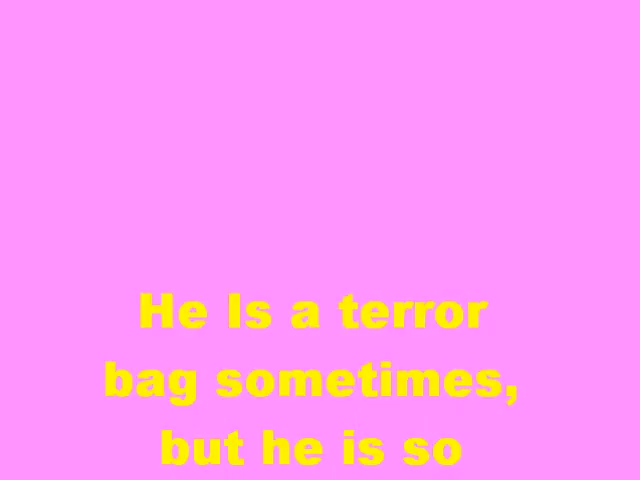 He Is a terror
bag sometimes,
but he is so